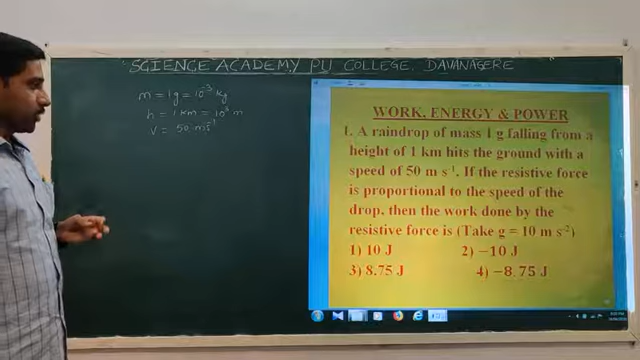 SCIENCE ACADEMY PU COLLEGE, DAVANAGERE
m = 1g = 10⁻³ kg
h = 1 km = 10³ m
v = 50 ms⁻¹
WORK, ENERGY & POWER
1. A raindrop of mass 1 g falling from a
height of 1 km hits the ground with a
speed of 50 m s⁻¹. If the resistive force
is proportional to the speed of the
drop, then the work done by the
resistive force is (Take g = 10 m s⁻²)
1) 10 J 2) −10 J
3) 8.75 J 4) −8.75 J